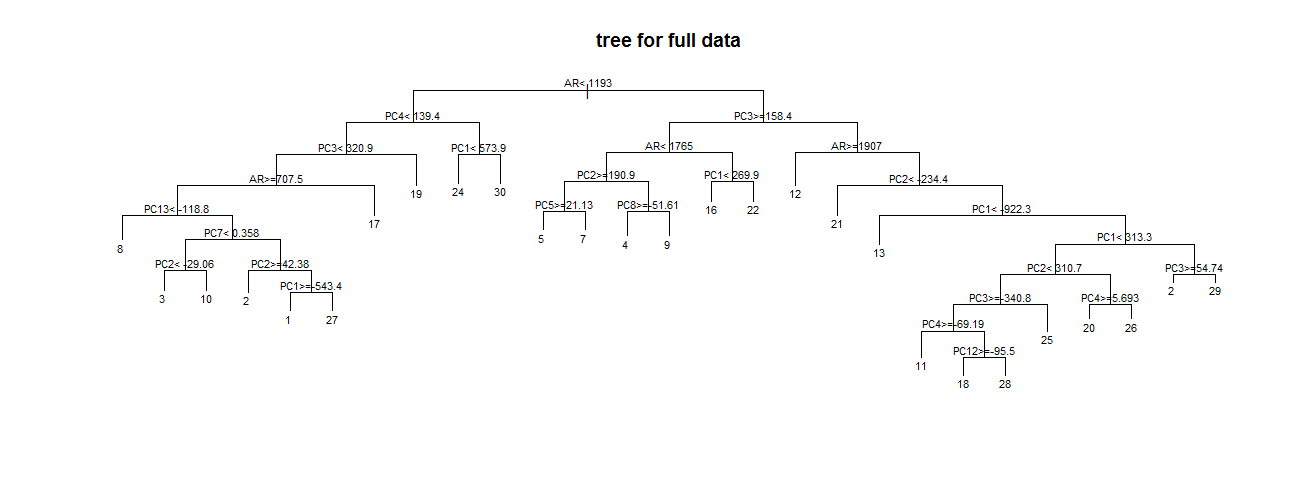 tree for full data
AR< 1193
PC4< 139.4
PC3>=158.4
PC3< 320.9
PC1< 573.9
AR< 1765
AR>=1907
AR>=707.5
19
24
30
PC2>=190.9
PC1< 269.9
12
PC2< -234.4
PC13< -118.8
17
PC5>=21.13
PC8>=-51.61
16
22
21
PC1< -922.3
8
PC7< 0.358
5
7
4
9
13
PC1< 313.3
PC2< -29.06
PC2>=42.38
PC2< 310.7
PC3>=54.74
3
10
2
PC1>=-543.4
PC3>=-340.8
PC4>=5.693
2
29
1
27
PC4>=-69.19
25
20
26
11
PC12>=-95.5
18
28